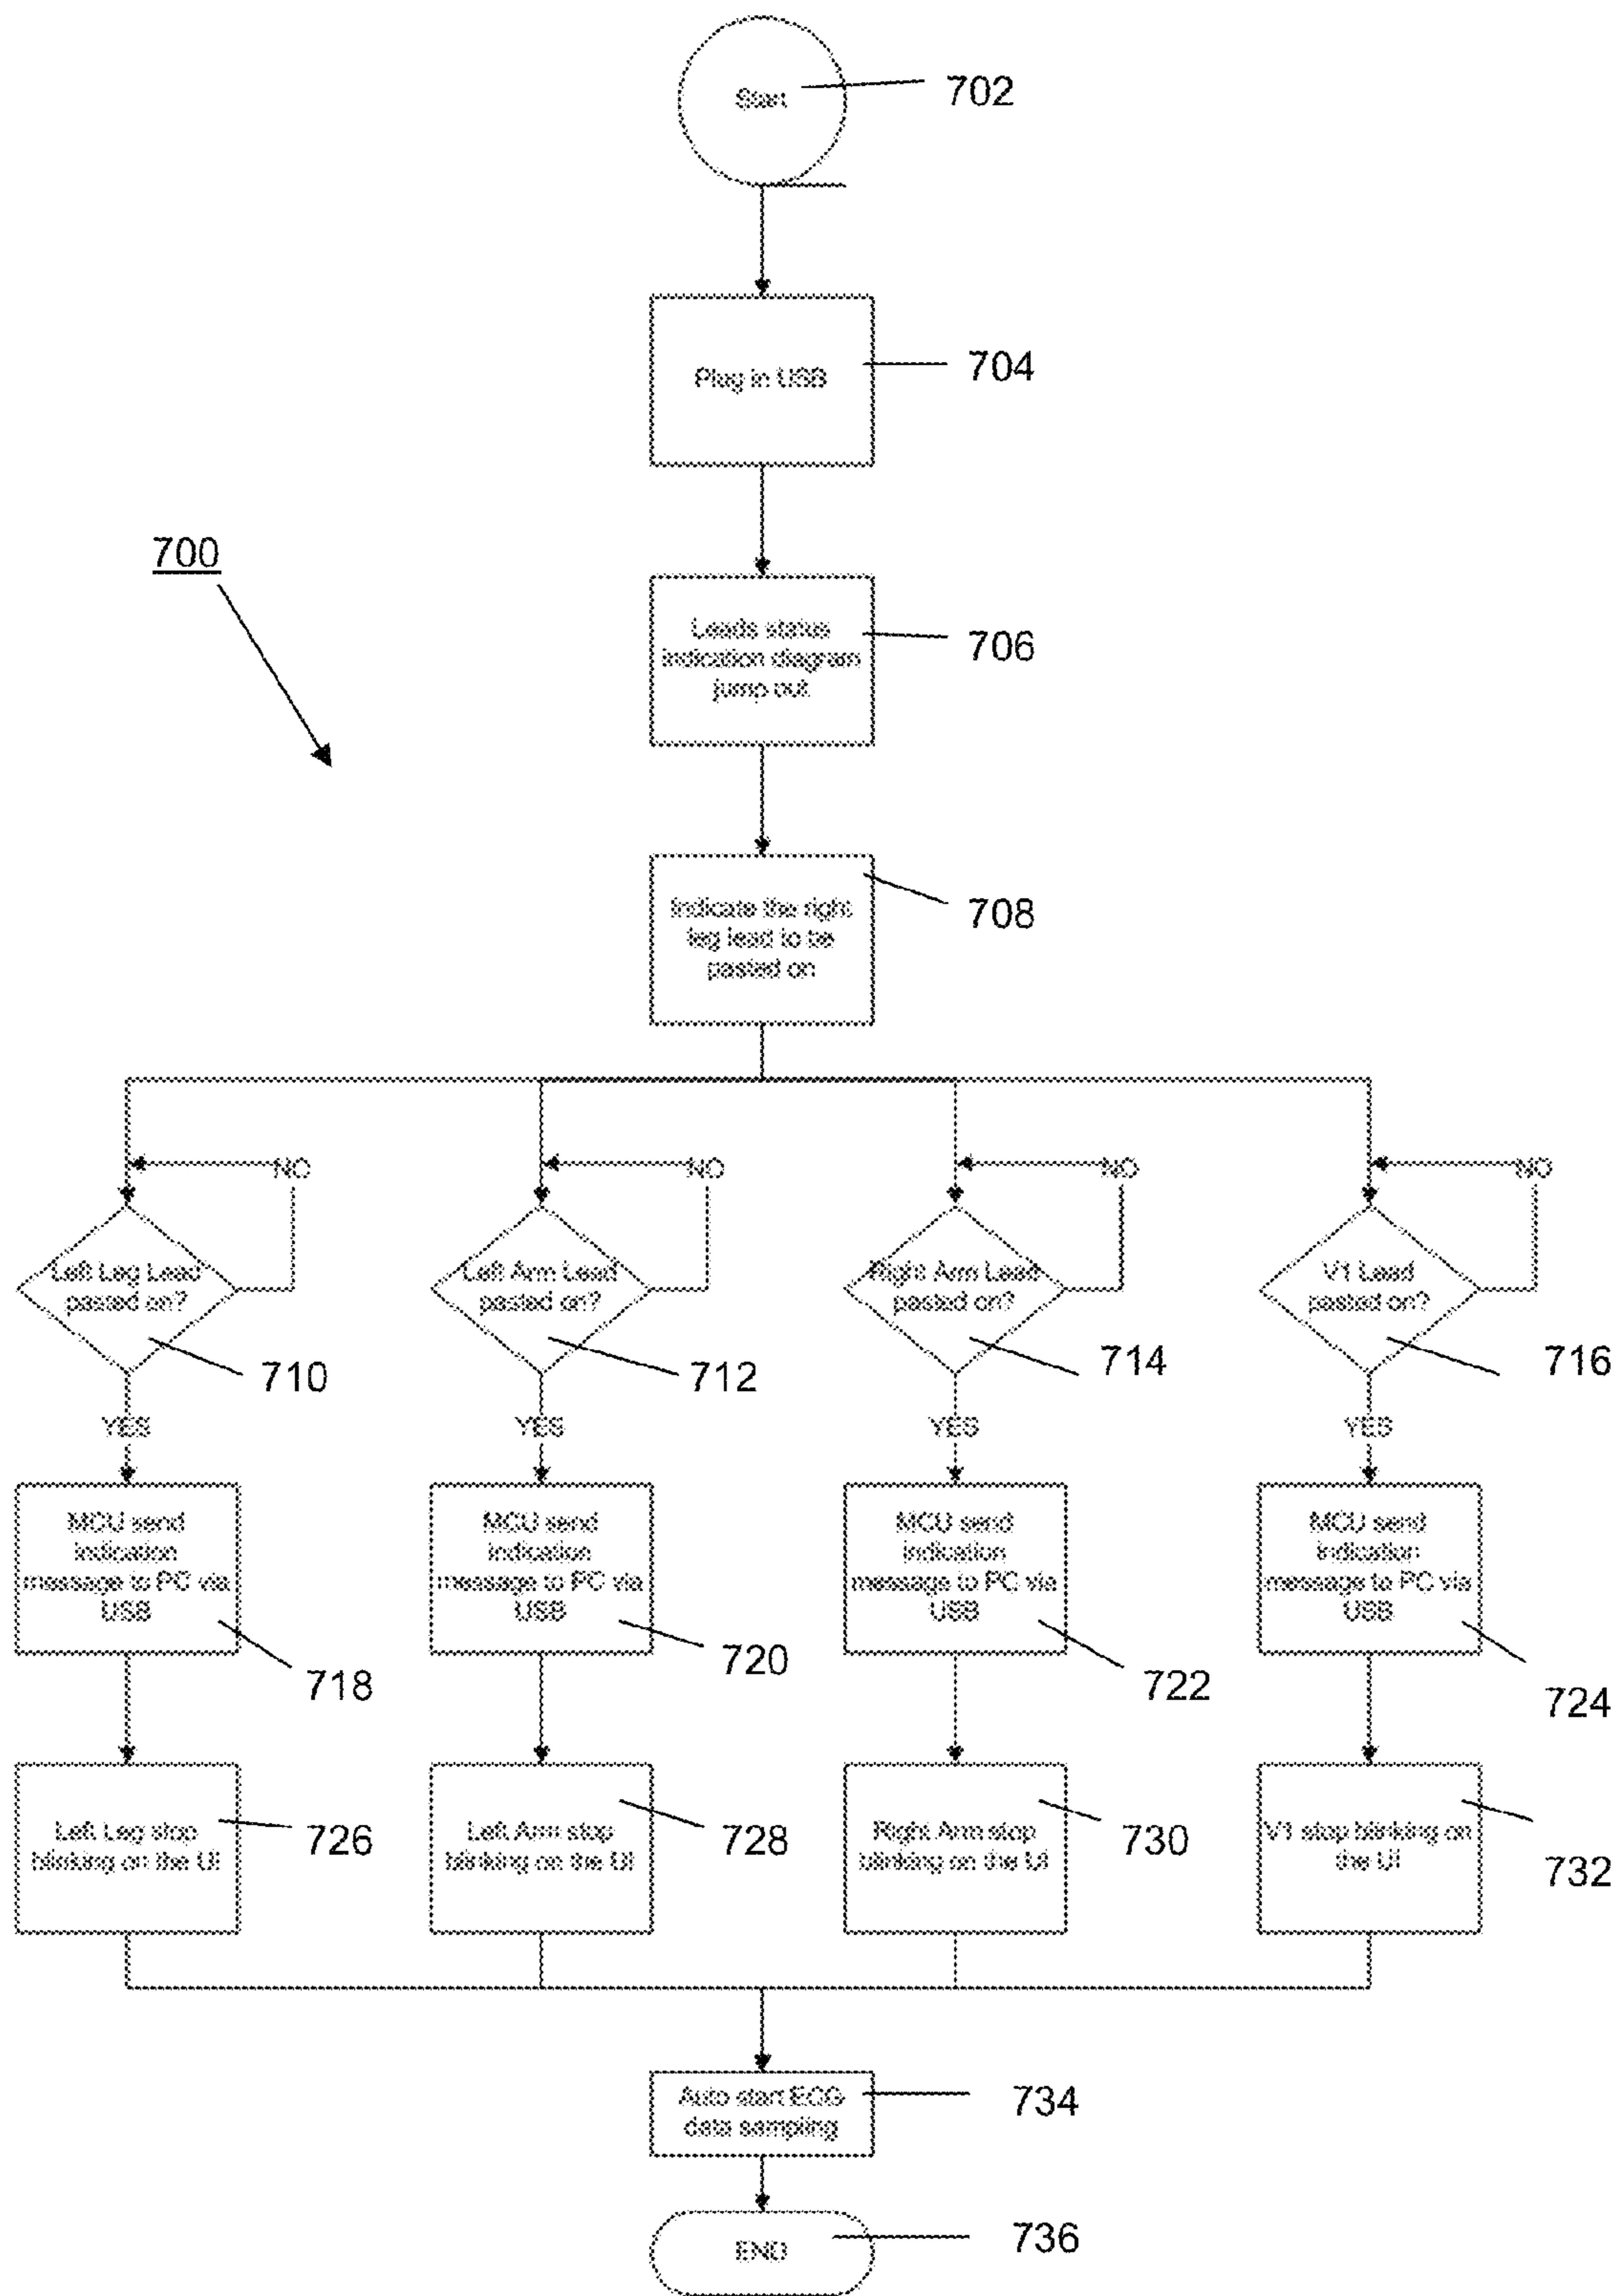 Start
702
Plug in USB
704
700
Leads status
indication diagram
jump out
706
Indicate the right
leg lead to be
pasted on
708
NO
NO
NO
NO
Left Leg Lead
pasted on?
710
Left Arm Lead
pasted on?
712
Right Arm Lead
pasted on?
714
V1 Lead
pasted on?
716
YES
YES
YES
YES
MCU send
indication
message to PC via
USB
718
MCU send
indication
message to PC via
USB
720
MCU send
indication
message to PC via
USB
722
MCU send
indication
message to PC via
USB
724
Left Leg stop
blinking on the UI
726
Left Arm stop
blinking on the UI
728
Right Arm stop
blinking on the UI
730
V1 stop blinking on
the UI
732
Auto start ECG
data sampling
734
END
736